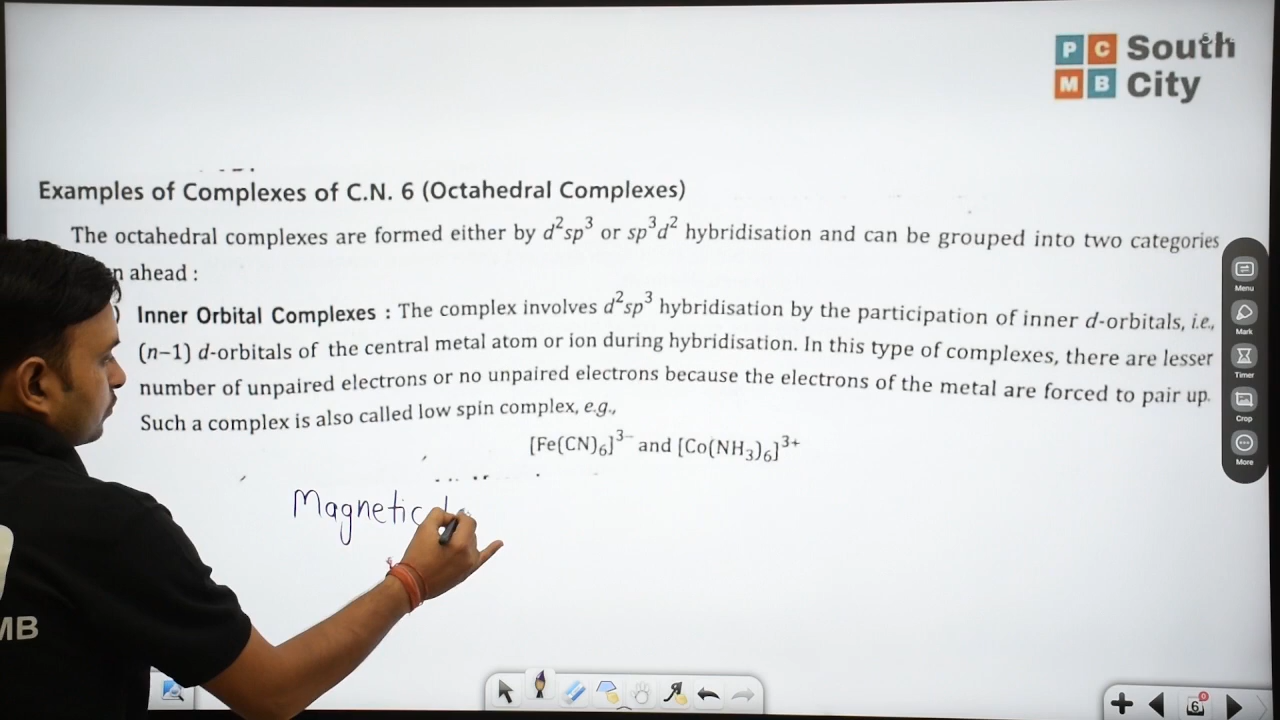 P C South
M B City
Examples of Complexes of C.N. 6 (Octahedral Complexes)
The octahedral complexes are formed either by d²sp³ or sp³d² hybridisation and can be grouped into two categories
ahead :
Inner Orbital Complexes : The complex involves d²sp³ hybridisation by the participation of inner d-orbitals, i.e.,
(n–1) d-orbitals of the central metal atom or ion during hybridisation. In this type of complexes, there are lesser
number of unpaired electrons or no unpaired electrons because the electrons of the metal are forced to pair up.
Such a complex is also called low spin complex, e.g.,
[Fe(CN)₆]³⁻ and [Co(NH₃)₆]³⁺
Magnetic
MB
Menu
Mark
Timer
Crop
More
6
0